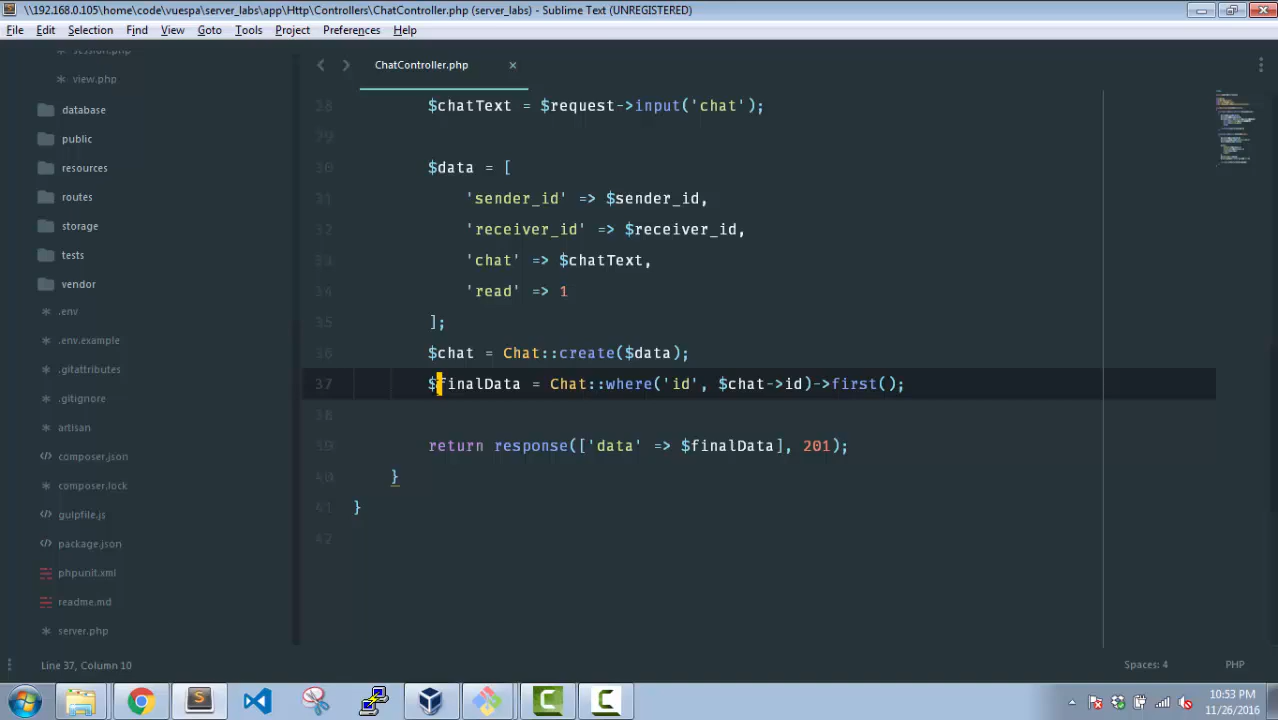 \\192.168.0.105\home\code\vuespa\server_labs\app\Http\Controllers\ChatController.php (server_labs) - Sublime Text (UNREGISTERED)
File Edit Selection Find View Goto Tools Project Preferences Help
session.php
view.php
database
public
resources
routes
storage
tests
vendor
.env
.env.example
.gitattributes
.gitignore
artisan
composer.json
composer.lock
gulpfile.js
package.json
phpunit.xml
readme.md
server.php
ChatController.php
28 $chatText = $request->input('chat');
29
30 $data = [
31 'sender_id' => $sender_id,
32 'receiver_id' => $receiver_id,
33 'chat' => $chatText,
34 'read' => 1
35 ];
36 $chat = Chat::create($data);
37 $finalData = Chat::where('id', $chat->id)->first();
38
39 return response(['data' => $finalData], 201);
40 }
41 }
42
Line 37, Column 10
Spaces: 4 PHP
10:53 PM
11/26/2016